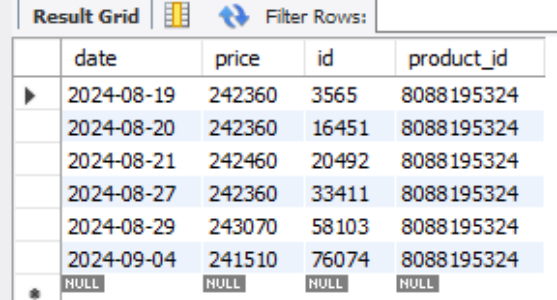 Result Grid Filter Rows:
date price id product_id
2024-08-19 242360 3565 8088195324
2024-08-20 242360 16451 8088195324
2024-08-21 242460 20492 8088195324
2024-08-27 242360 33411 8088195324
2024-08-29 243070 58103 8088195324
2024-09-04 241510 76074 8088195324
NULL NULL NULL NULL